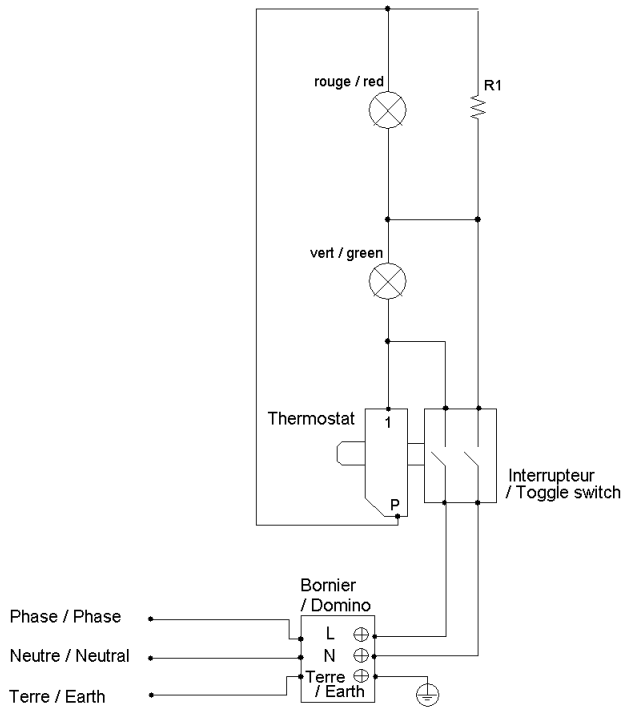 rouge / red
R1
vert / green
Thermostat
1
P
Interrupteur
/ Toggle switch
Bornier
/ Domino
Phase / Phase
L
Neutre / Neutral
N
Terre / Earth
Terre
/ Earth